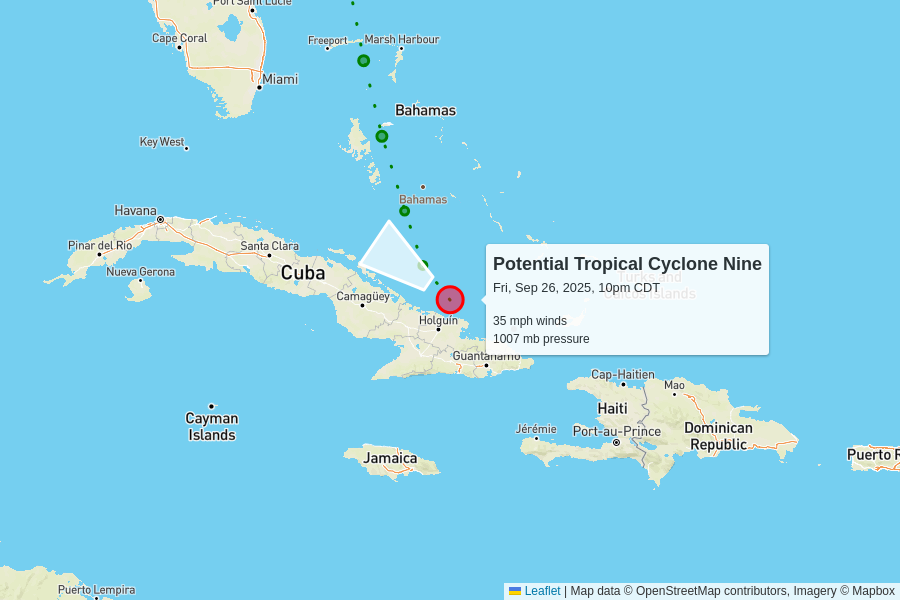 Port Saint Lucie
Cape Coral
Freeport
Marsh Harbour
Miami
Bahamas
Key West
Bahamas
Havana
Pinar del Rio
Santa Clara
Nueva Gerona
Cuba
Potential Tropical Cyclone Nine
Fri, Sep 26, 2025, 10pm CDT
Turks and
Caicos Islands
35 mph winds
1007 mb pressure
Camagüey
Holguín
Guantanamo
Cap-Haitien
Mao
Haiti
Cayman
Islands
Jérémie
Port-au-Prince
Dominican
Republic
Jamaica
Puerto R
Puerto Lempira
Leaflet | Map data © OpenStreetMap contributors, Imagery © Mapbox